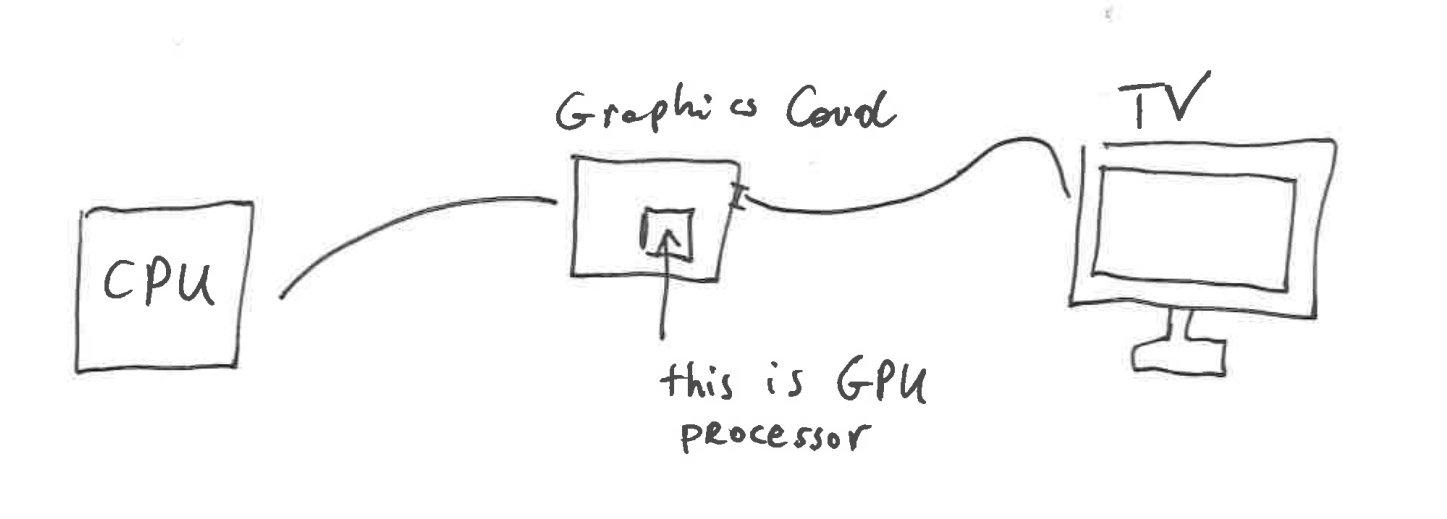 CPU
Graphics Card
TV
this is GPU
processor